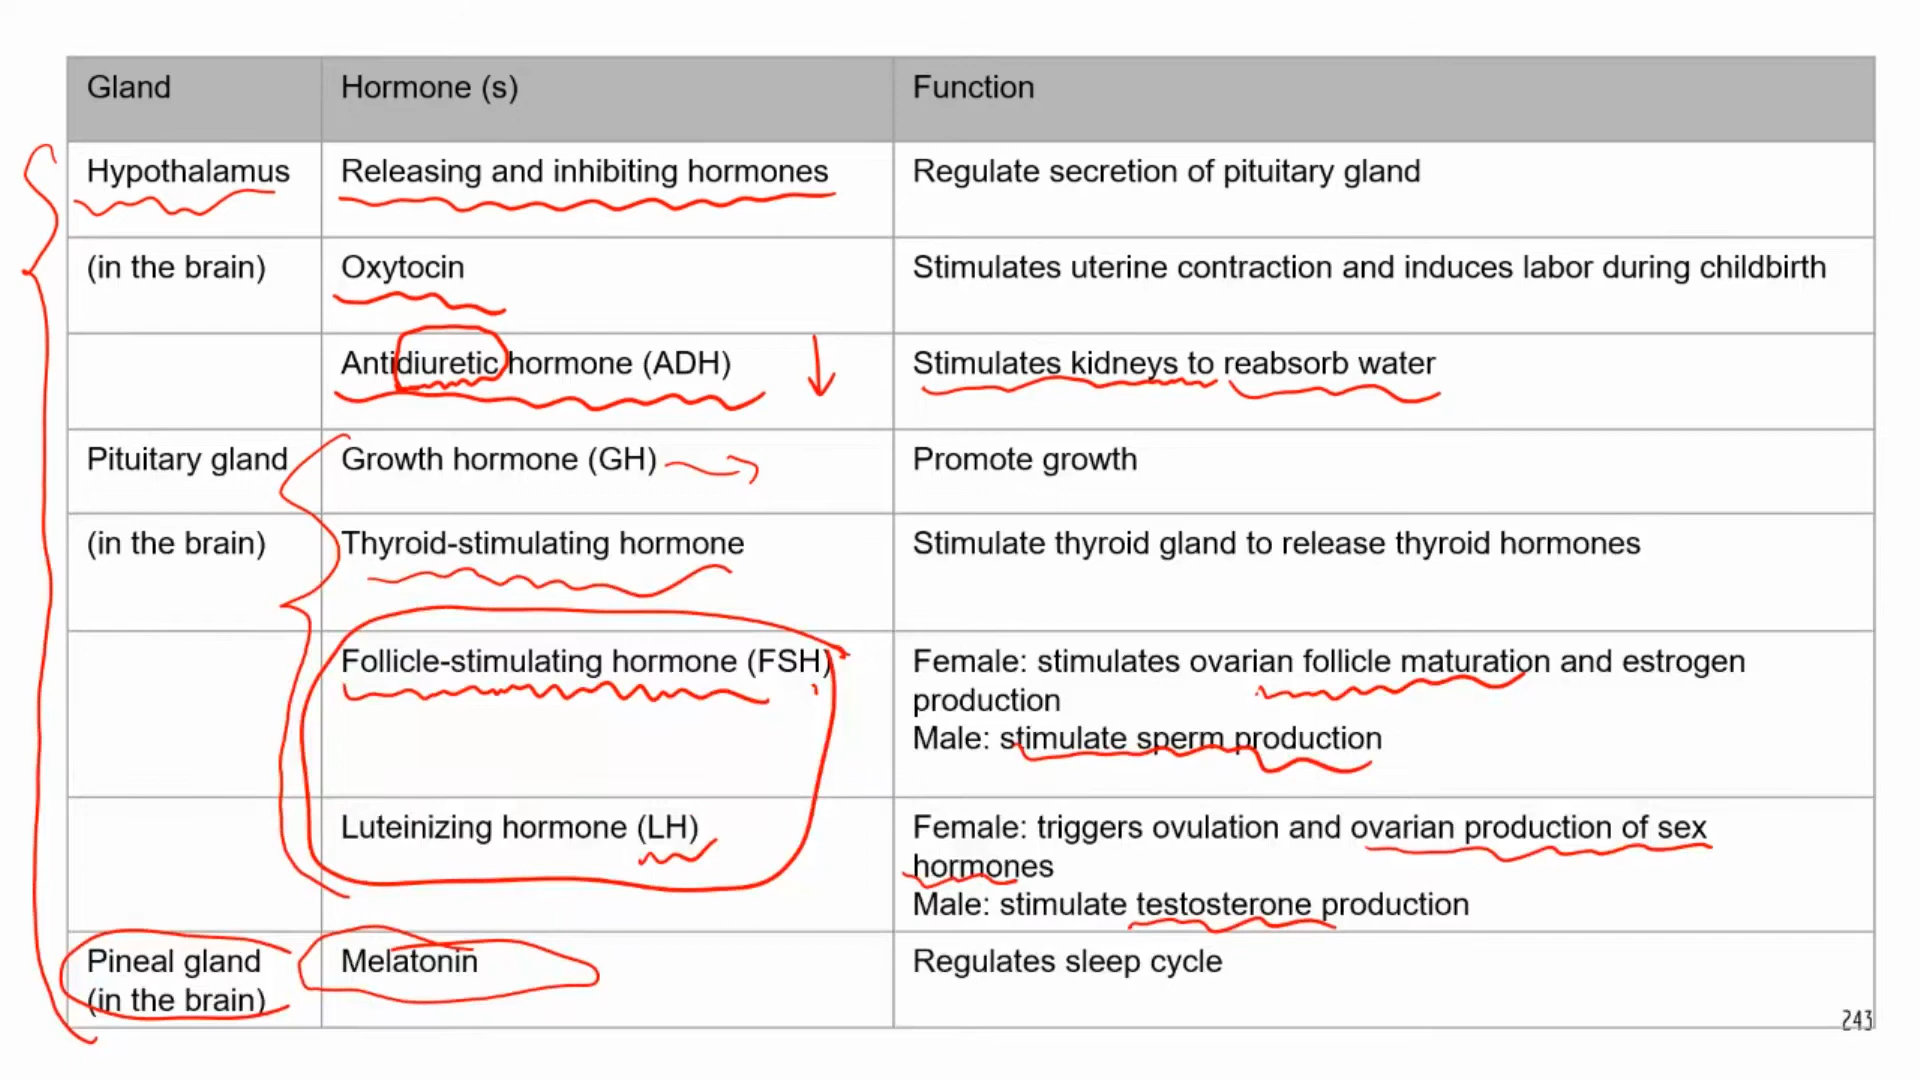 Gland Hormone (s) Function
Hypothalamus Releasing and inhibiting hormones Regulate secretion of pituitary gland
(in the brain) Oxytocin Stimulates uterine contraction and induces labor during childbirth
Antidiuretic hormone (ADH) Stimulates kidneys to reabsorb water
Pituitary gland Growth hormone (GH) Promote growth
(in the brain) Thyroid-stimulating hormone Stimulate thyroid gland to release thyroid hormones
Follicle-stimulating hormone (FSH) Female: stimulates ovarian follicle maturation and estrogen
production
Male: stimulate sperm production
Luteinizing hormone (LH) Female: triggers ovulation and ovarian production of sex
hormones
Male: stimulate testosterone production
Pineal gland Melatonin Regulates sleep cycle
(in the brain)
243